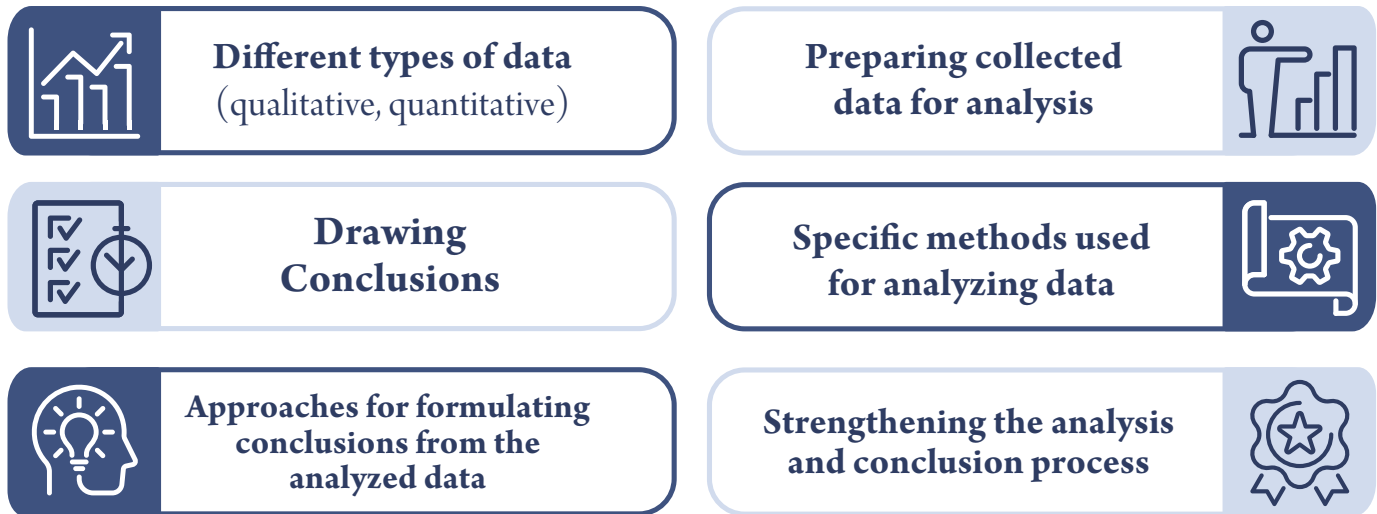 Different types of data
(qualitative, quantitative)
Preparing collected
data for analysis
Drawing
Conclusions
Specific methods used
for analyzing data
Approaches for formulating
conclusions from the
analyzed data
Strengthening the analysis
and conclusion process